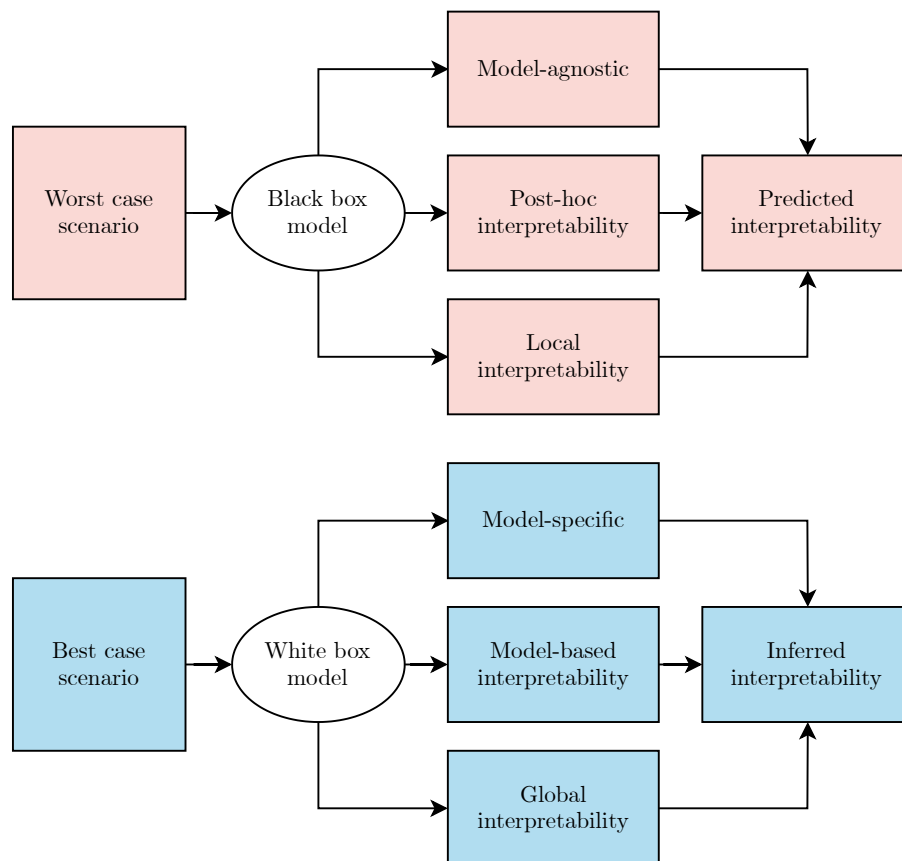 Model-agnostic
Worst case
scenario
Black box
model
Post-hoc
interpretability
Predicted
interpretability
Local
interpretability
Model-specific
Best case
scenario
White box
model
Model-based
interpretability
Inferred
interpretability
Global
interpretability